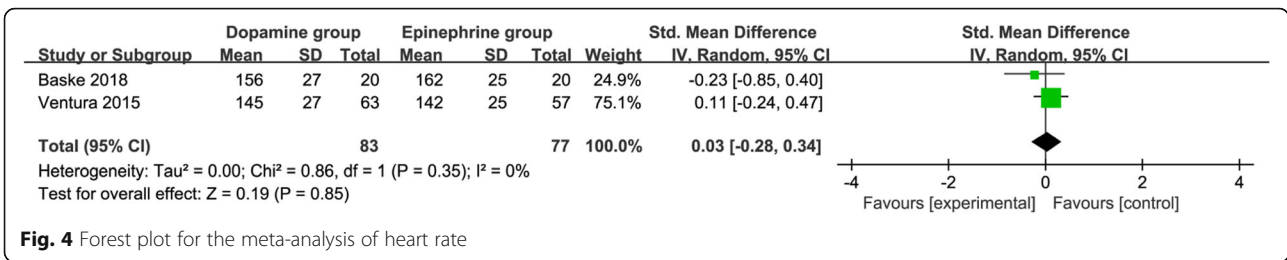 Dopamine group Epinephrine group Std. Mean Difference Std. Mean Difference
Study or Subgroup Mean SD Total Mean SD Total Weight IV, Random, 95% CI IV, Random, 95% CI
Baske 2018 156 27 20 162 25 20 24.9% -0.23 [-0.85, 0.40]
Ventura 2015 145 27 63 142 25 57 75.1% 0.11 [-0.24, 0.47]
Total (95% CI) 83 77 100.0% 0.03 [-0.28, 0.34]
Heterogeneity: Tau² = 0.00; Chi² = 0.86, df = 1 (P = 0.35); I² = 0%
Test for overall effect: Z = 0.19 (P = 0.85)
-4 -2 0 2 4
Favours [experimental] Favours [control]
Fig. 4 Forest plot for the meta-analysis of heart rate